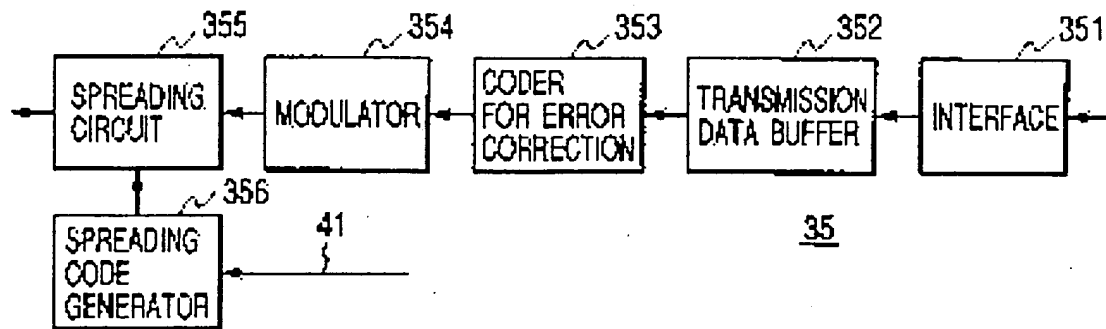 355
354
353
352
351
SPREADING
CIRCUIT
MODULATOR
CODER
FOR ERROR
CORRECTION
TRANSMISSION
DATA BUFFER
INTERFACE
356
SPREADING
CODE
GENERATOR
41
35